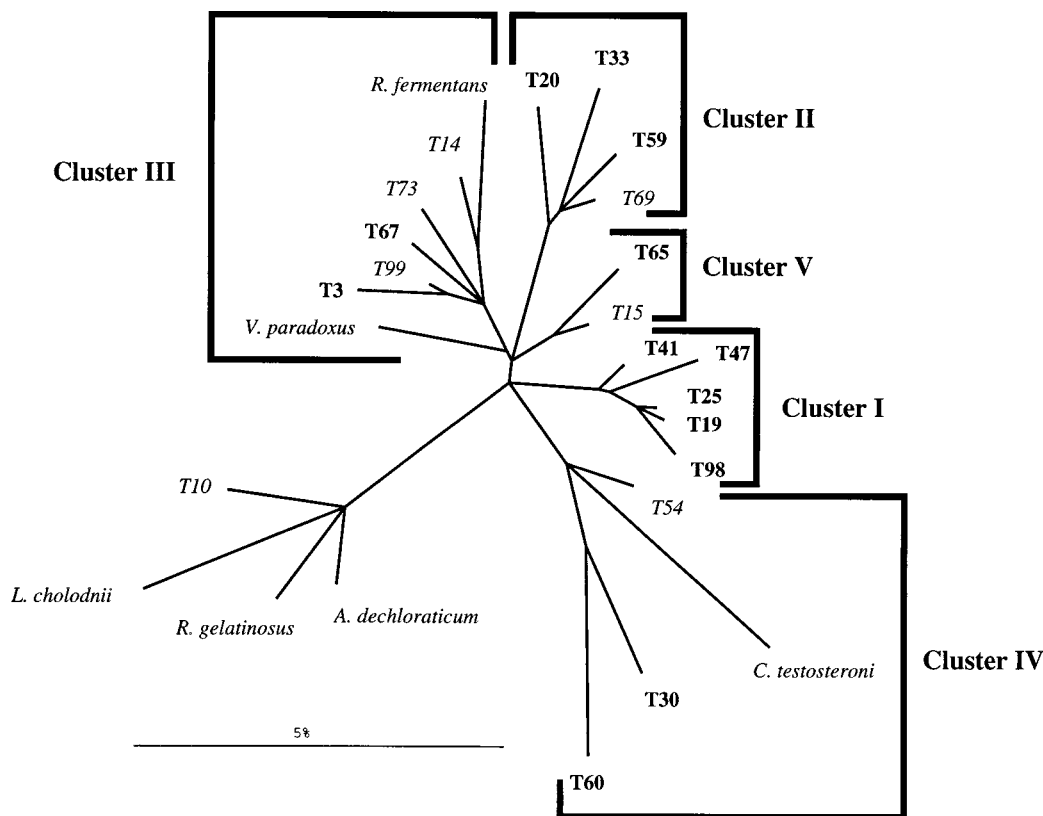 T33
R. fermentans
T20
Cluster II
T14
T59
Cluster III
T73
T69
T67
T65
T99
Cluster V
T3
T15
V. paradoxus
T41
T47
T25
Cluster I
T19
T98
T10
T54
L. cholodnii
A. dechloraticum
R. gelatinosus
Cluster IV
C. testosteroni
T30
5%
T60